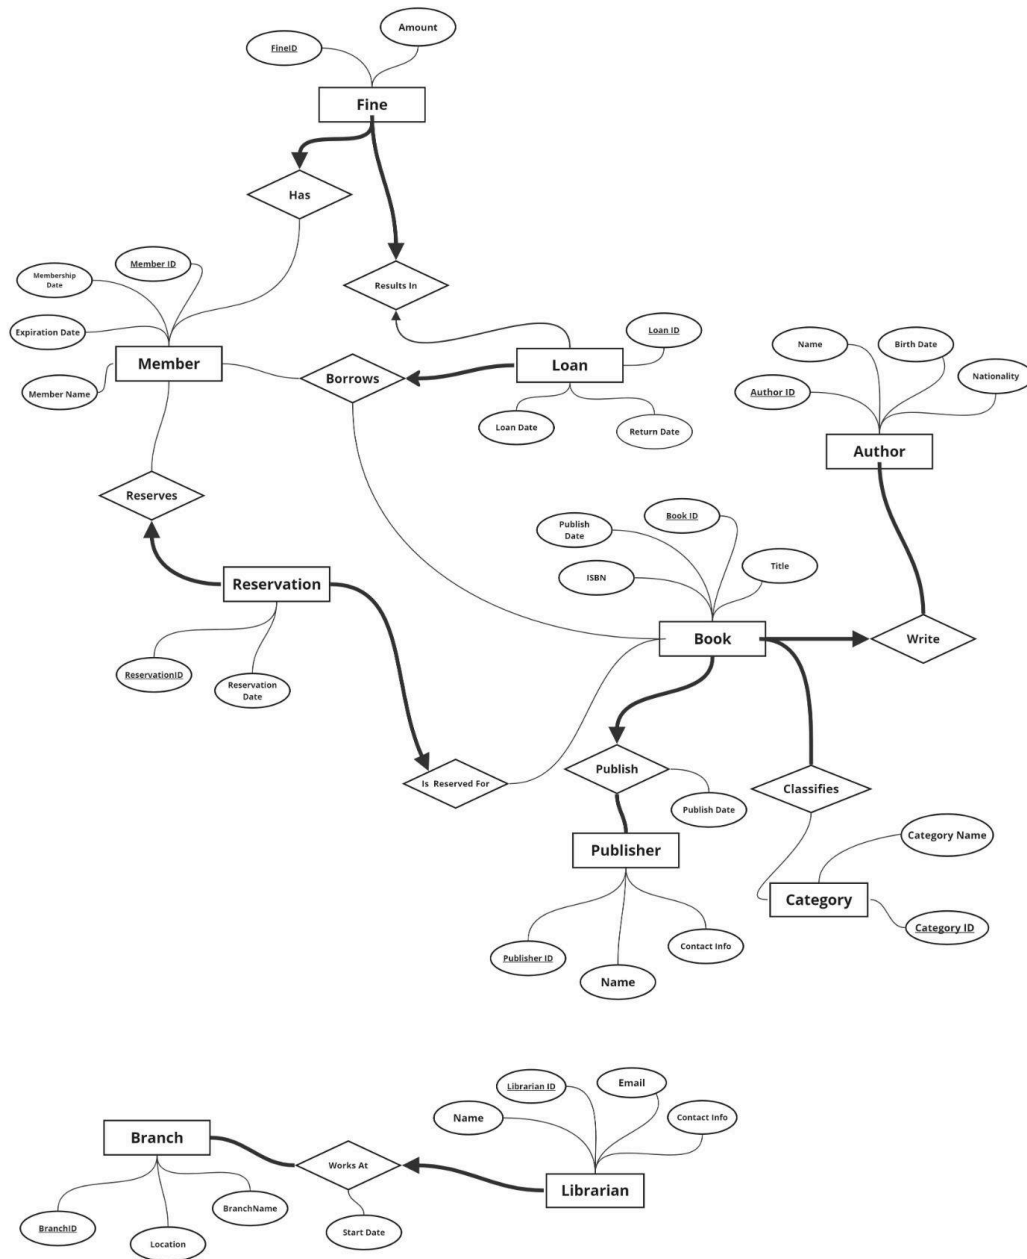 Amount
FineID
Fine
Has
Member ID
Membership
Date
Results In
Expiration Date
Loan ID
Name
Birth Date
Member
Borrows
Loan
Nationality
Member Name
Author ID
Loan Date
Return Date
Author
Reserves
Book ID
Publish
Date
Title
ISBN
Reservation
Book
Write
ReservationID
Reservation
Date
Publish
Is Reserved For
Classifies
Publish Date
Category Name
Publisher
Category
Category ID
Contact Info
Publisher ID
Name
Librarian ID
Email
Name
Contact Info
Branch
Works At
Librarian
BranchName
BranchID
Location
Start Date